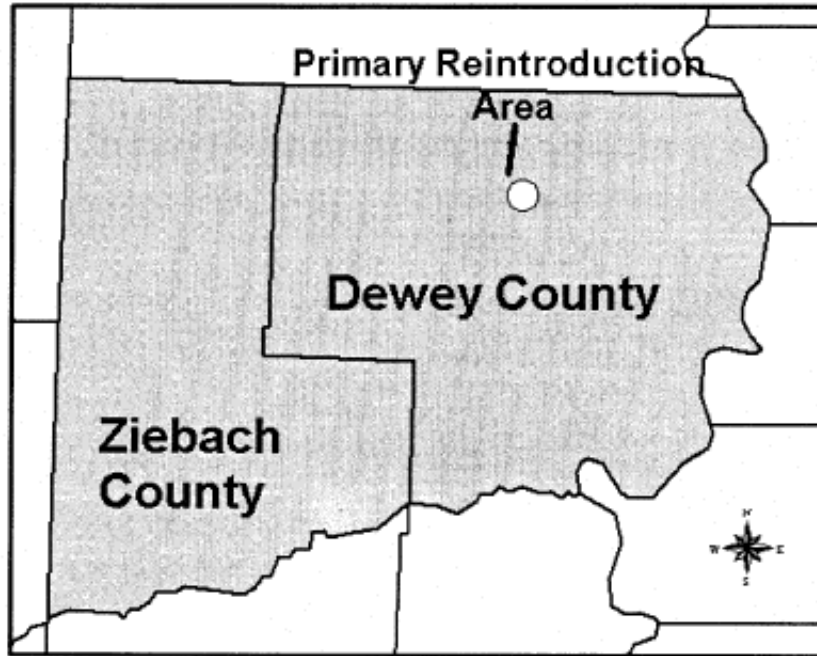 Primary Reintroduction
Area
Dewey County
Ziebach
County
N
W E
S